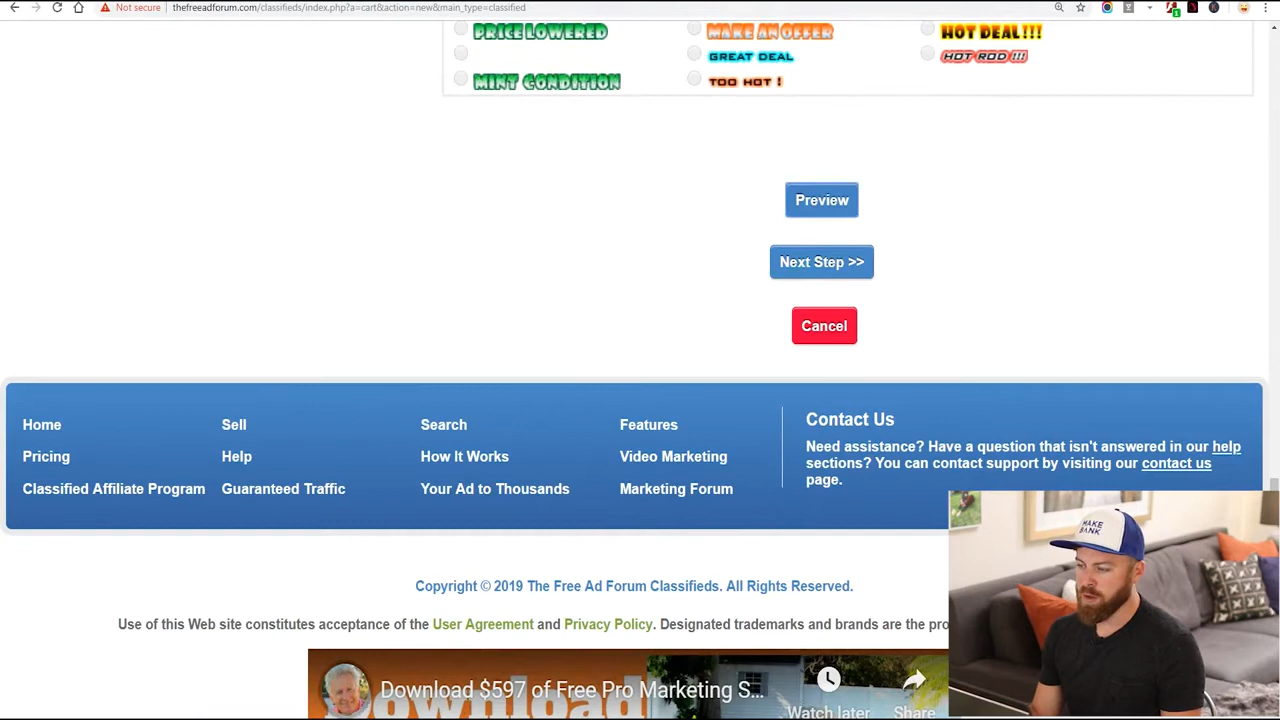 Not secure
thefreeadforum.com/classifieds/index.php?a=cart&action=new&main_type=classified
PRICE LOWERED
MAKE AN OFFER
HOT DEAL!!!
GREAT DEAL
HOT ROD !!!
MINT CONDITION
TOO HOT !
Preview
Next Step >>
Cancel
Home
Sell
Search
Features
Contact Us
Pricing
Help
How It Works
Video Marketing
Need assistance? Have a question that isn't answered in our help
sections? You can contact support by visiting our contact us
page.
Classified Affiliate Program
Guaranteed Traffic
Your Ad to Thousands
Marketing Forum
MAKE
BANK
Copyright © 2019 The Free Ad Forum Classifieds. All Rights Reserved.
Use of this Web site constitutes acceptance of the User Agreement and Privacy Policy. Designated trademarks and brands are the
Download $597 of Free Pro Marketing S...
Watch later
Share